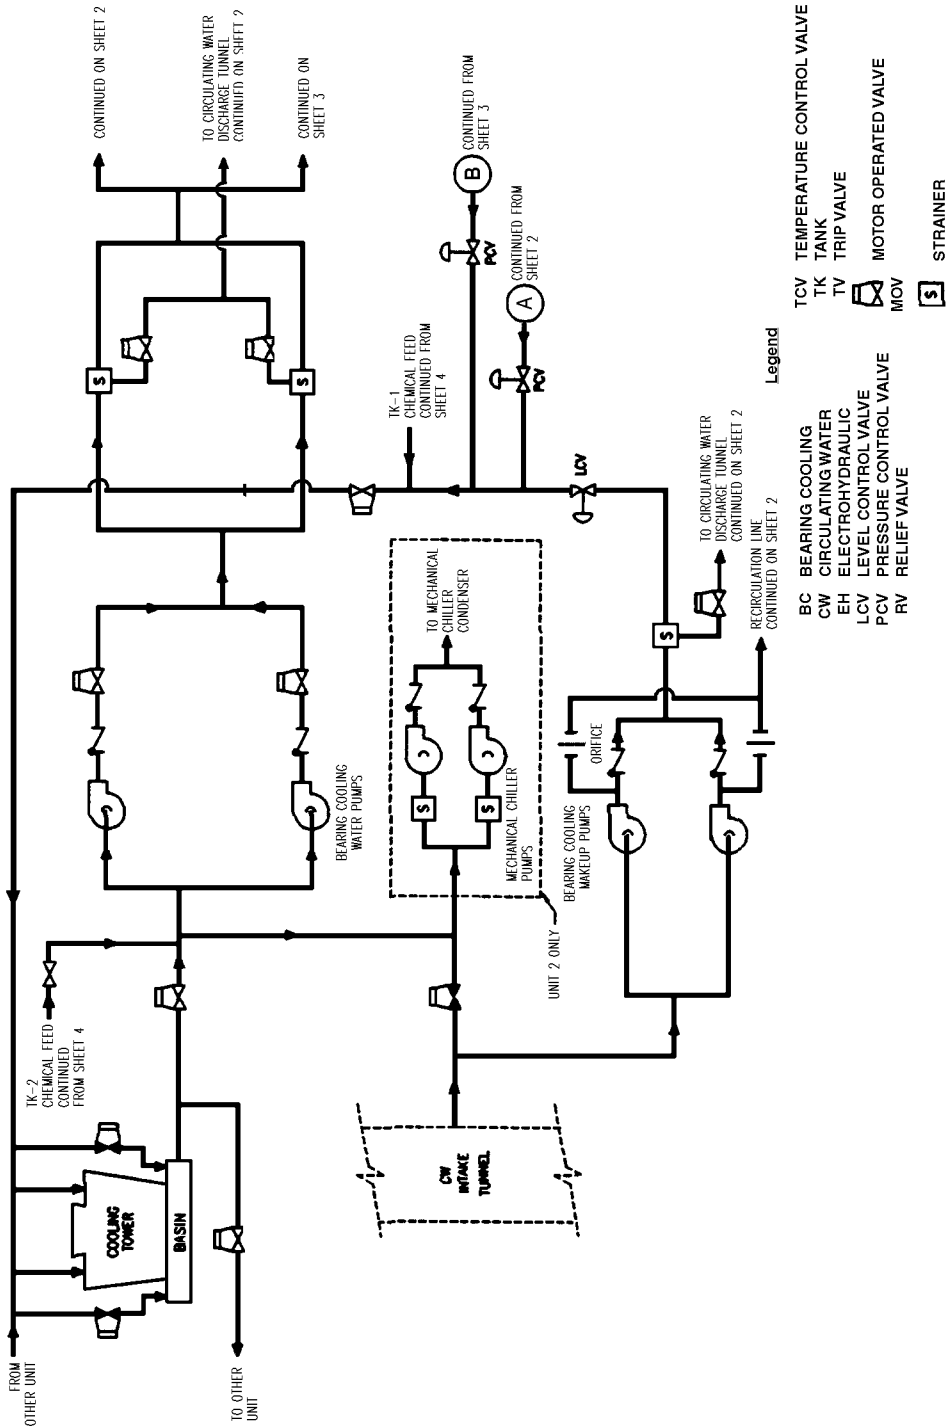 FROM
OTHER UNIT
COOLING
TOWER
BASIN
TO OTHER
UNIT
TK-2
CHEMICAL FEED
CONTINUED
FROM SHEET 4
BEARING COOLING
WATER PUMPS
S
S
CONTINUED ON SHEET 2
TO CIRCULATING WATER
DISCHARGE TUNNEL
CONTINUED ON SHEET 2
CONTINUED ON
SHEET 3
TK-1
CHEMICAL FEED
CONTINUED FROM
SHEET 4
B
CONTINUED FROM
SHEET 3
PCV
A
CONTINUED FROM
SHEET 2
PCV
LCV
CW
INTAKE
TUNNEL
UNIT 2 ONLY
S
S
MECHANICAL CHILLER
PUMPS
TO MECHANICAL
CHILLER
CONDENSER
BEARING COOLING
MAKEUP PUMPS
ORIFICE
S
TO CIRCULATING WATER
DISCHARGE TUNNEL
CONTINUED ON SHEET 2
RECIRCULATION LINE
CONTINUED ON SHEET 2
Legend
BC BEARING COOLING
CW CIRCULATING WATER
EH ELECTROHYDRAULIC
LCV LEVEL CONTROL VALVE
PCV PRESSURE CONTROL VALVE
RV RELIEF VALVE
TCV TEMPERATURE CONTROL VALVE
TK TANK
TV TRIP VALVE
MOTOR OPERATED VALVE
MOV
S STRAINER